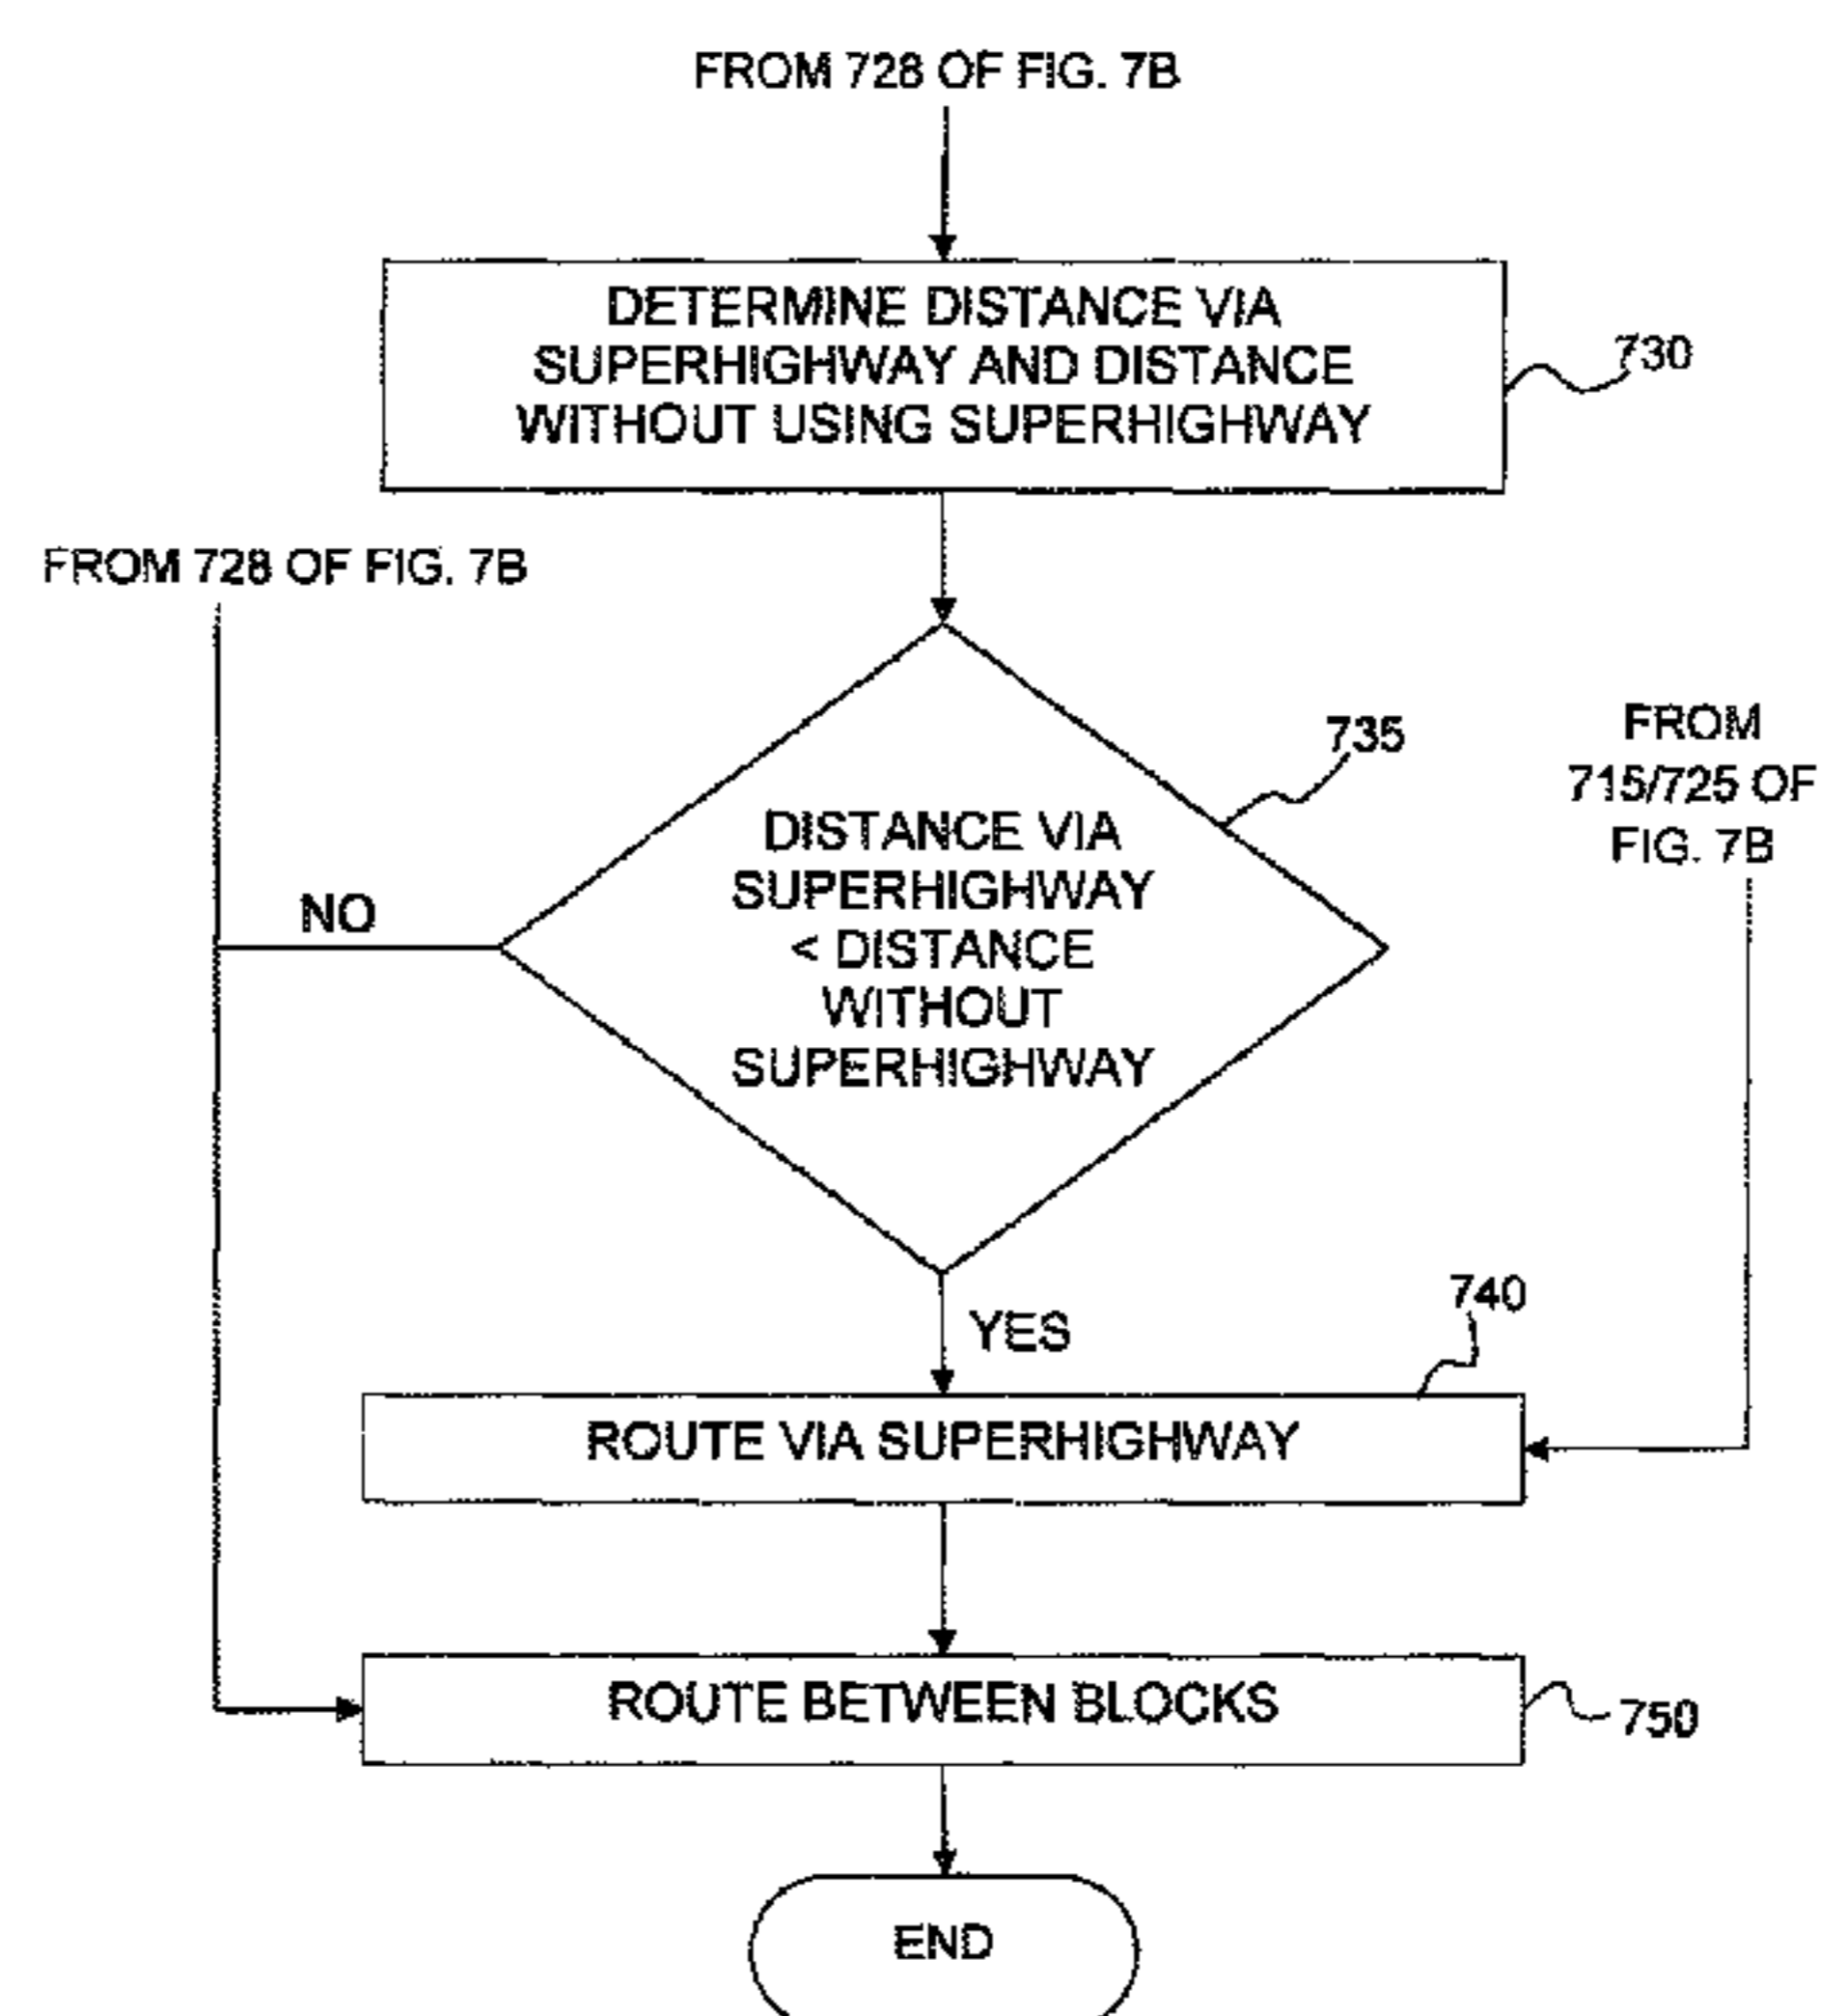 FROM 728 OF FIG. 7B
DETERMINE DISTANCE VIA
SUPERHIGHWAY AND DISTANCE
WITHOUT USING SUPERHIGHWAY
730
FROM 728 OF FIG. 7B
735
FROM
715/725 OF
FIG. 7B
DISTANCE VIA
SUPERHIGHWAY
< DISTANCE
WITHOUT
SUPERHIGHWAY
NO
YES
740
ROUTE VIA SUPERHIGHWAY
ROUTE BETWEEN BLOCKS
750
END